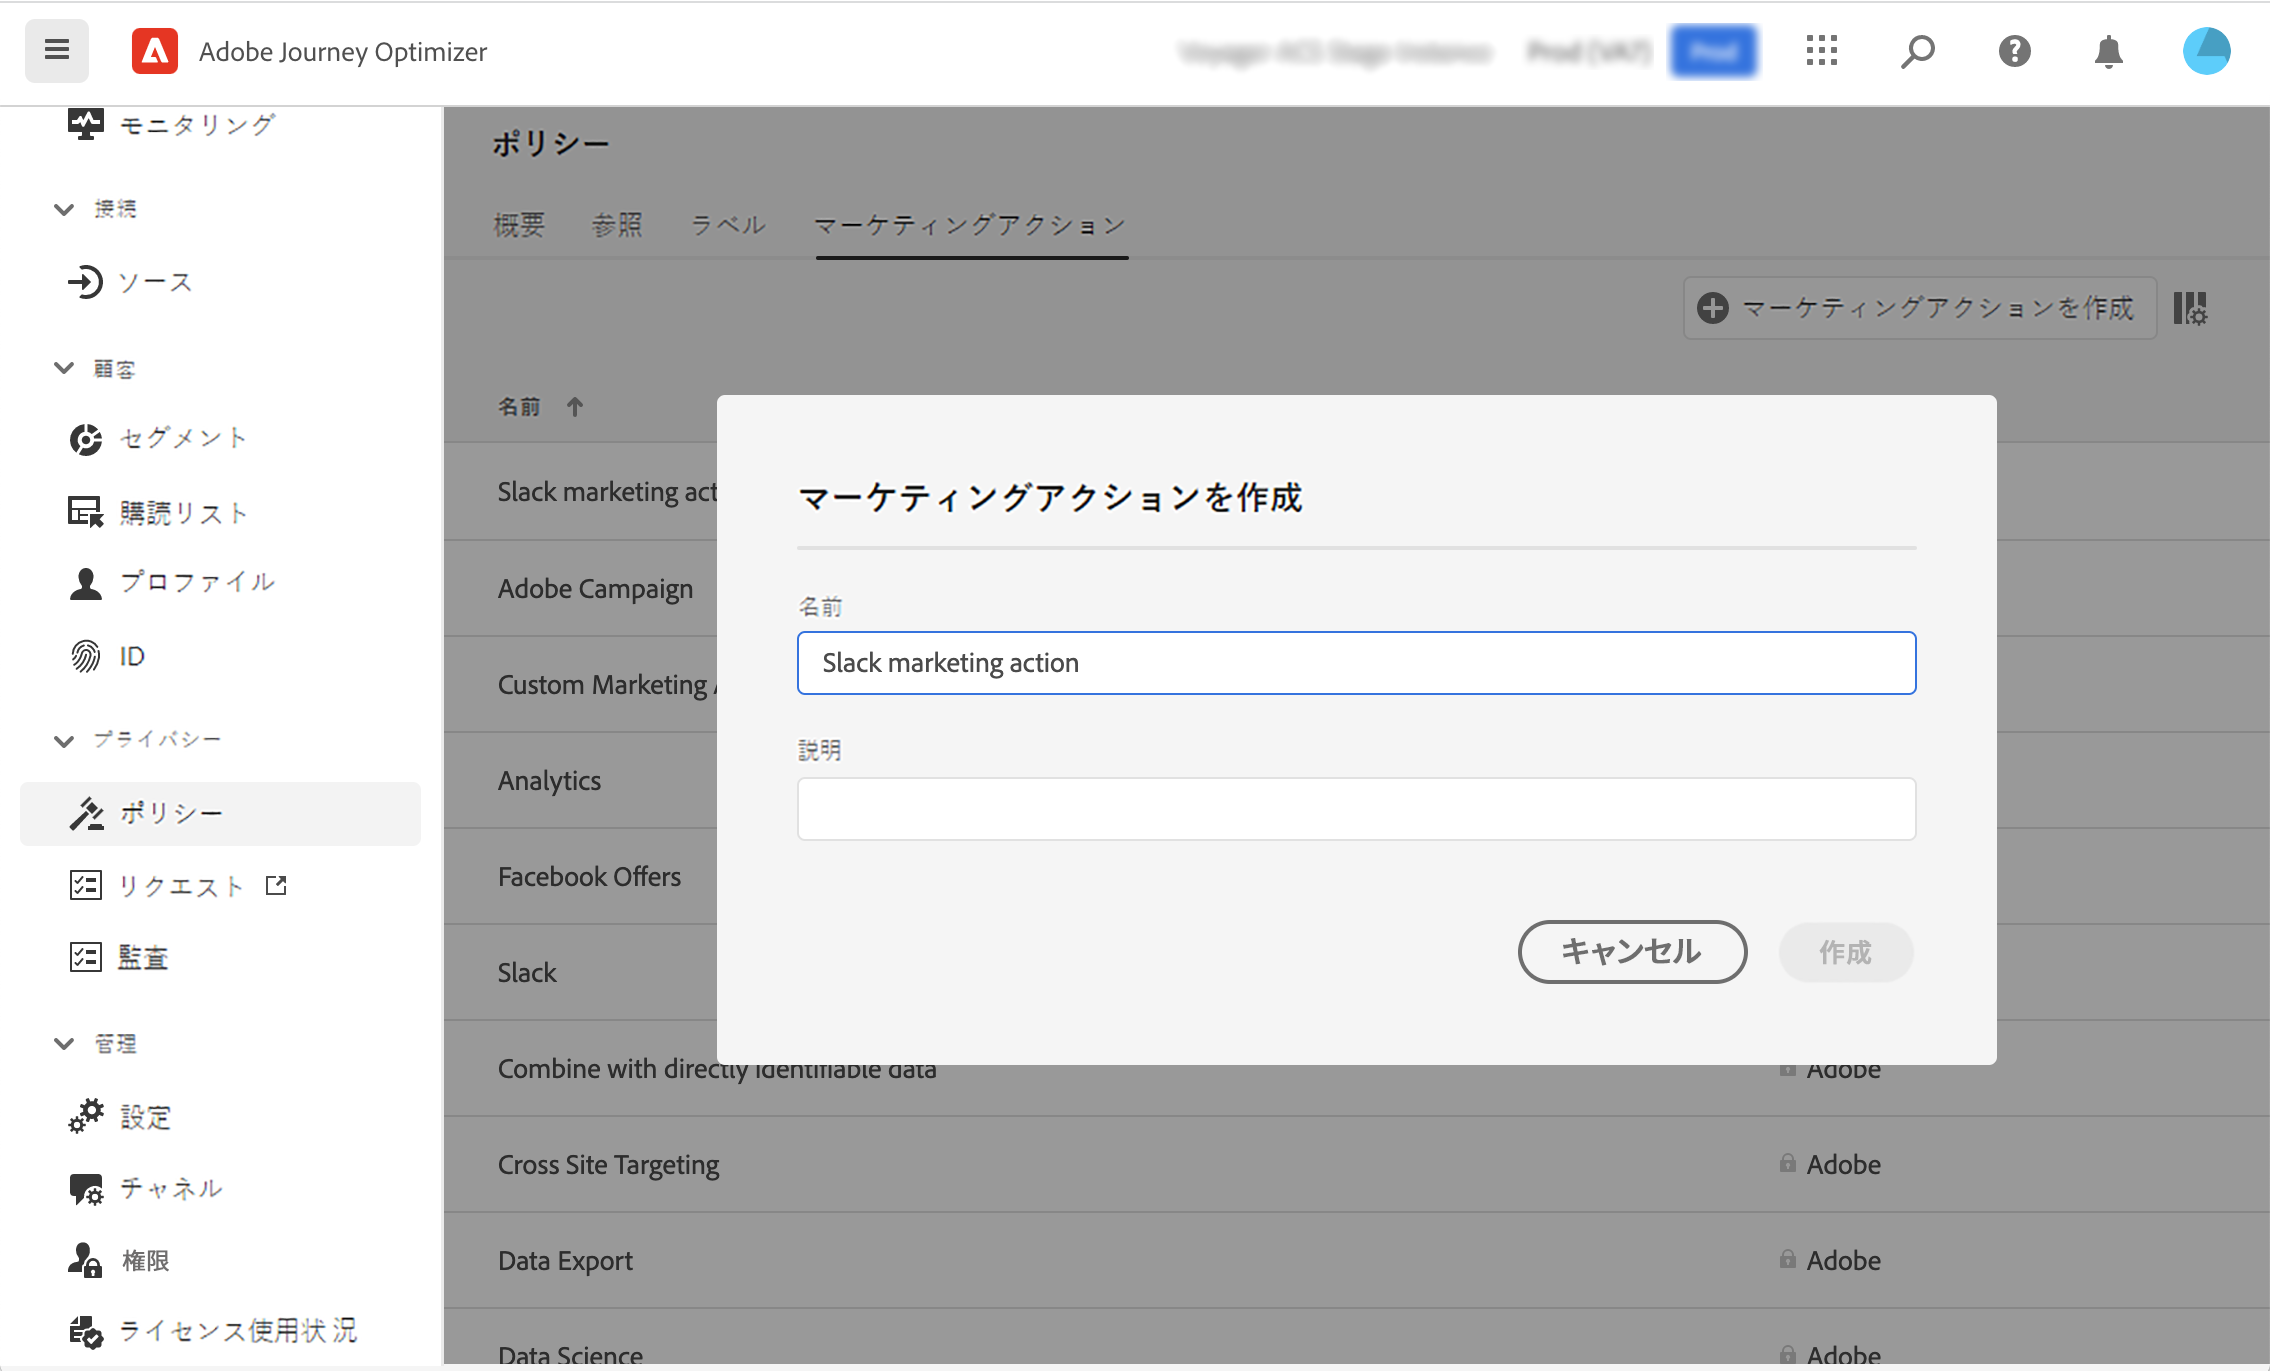 Adobe Journey Optimizer
モニタリング
接続
ソース
顧客
セグメント
購読リスト
プロファイル
ID
プライバシー
ポリシー
リクエスト
監査
管理
設定
チャネル
権限
ライセンス使用状況
ポリシー
概要 参照 ラベル マーケティングアクション
マーケティングアクションを作成
名前
Slack marketing act
Adobe Campaign
Custom Marketing
Analytics
Facebook Offers
Slack
Combine with directly identifiable data Adobe
Cross Site Targeting Adobe
Data Export Adobe
Data Science Adobe
マーケティングアクションを作成
名前
Slack marketing action
説明
キャンセル 作成